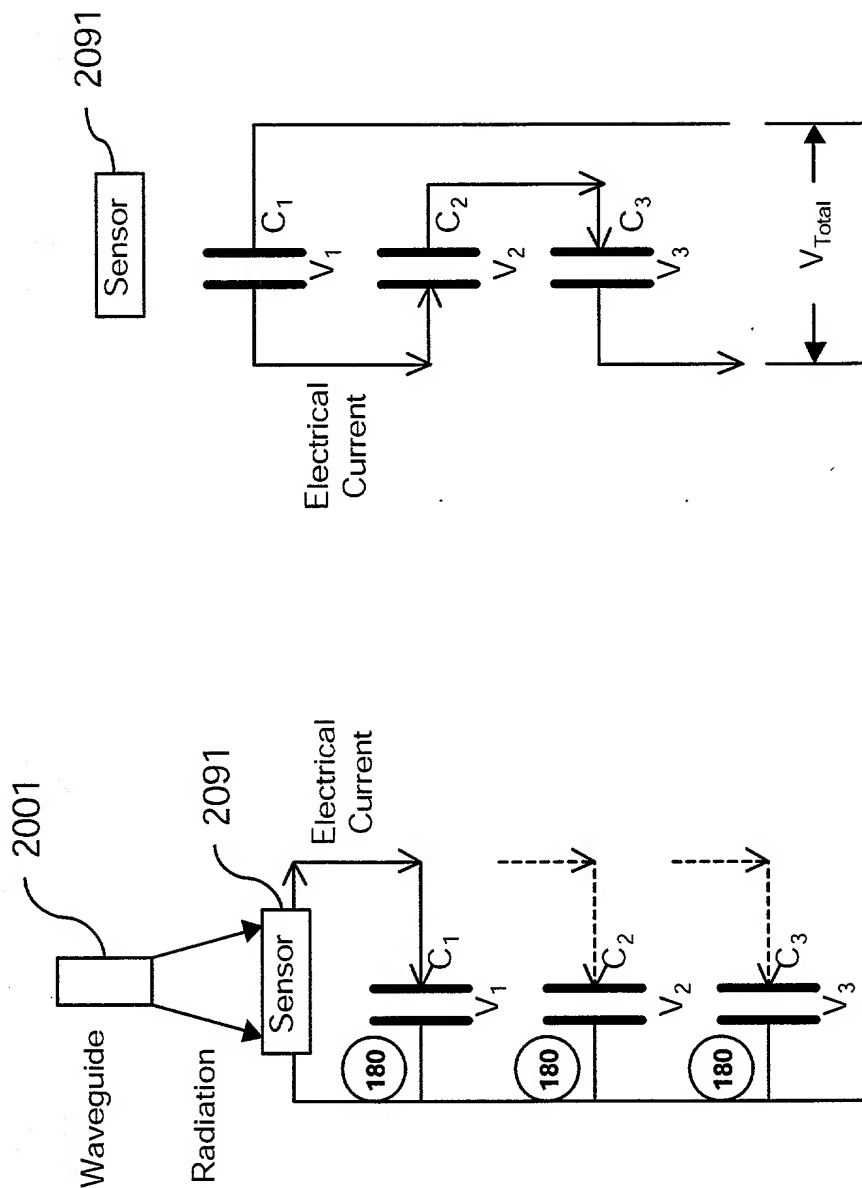 2001
Waveguide
Radiation
2091
Sensor
Electrical
Current
180
C1
V1
180
C2
V2
180
C3
V3
2091
Sensor
C1
V1
Electrical
Current
C2
V2
C3
V3
VTotal